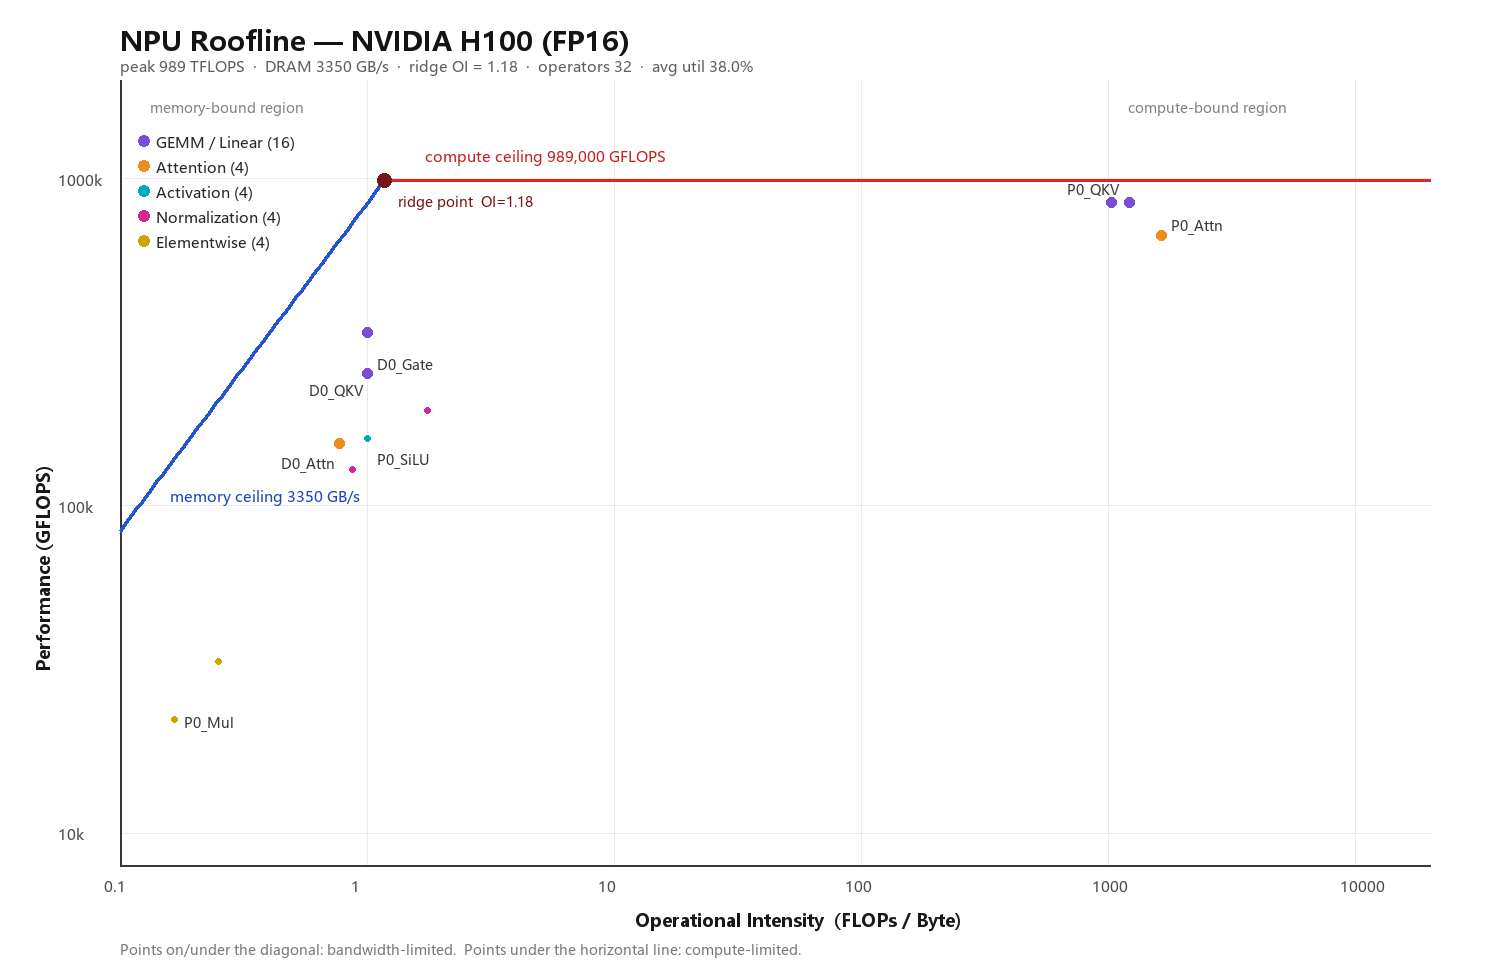 NPU Roofline — NVIDIA H100 (FP16)
peak 989 TFLOPS · DRAM 3350 GB/s · ridge OI = 1.18 · operators 32 · avg util 38.0%
memory-bound region
compute-bound region
GEMM / Linear (16)
Attention (4)
Activation (4)
Normalization (4)
Elementwise (4)
compute ceiling 989,000 GFLOPS
ridge point OI=1.18
P0_QKV
P0_Attn
D0_Gate
D0_QKV
D0_Attn
P0_SiLU
memory ceiling 3350 GB/s
P0_Mul
1000k
100k
10k
Performance (GFLOPS)
0.1
1
10
100
1000
10000
Operational Intensity (FLOPs / Byte)
Points on/under the diagonal: bandwidth-limited. Points under the horizontal line: compute-limited.